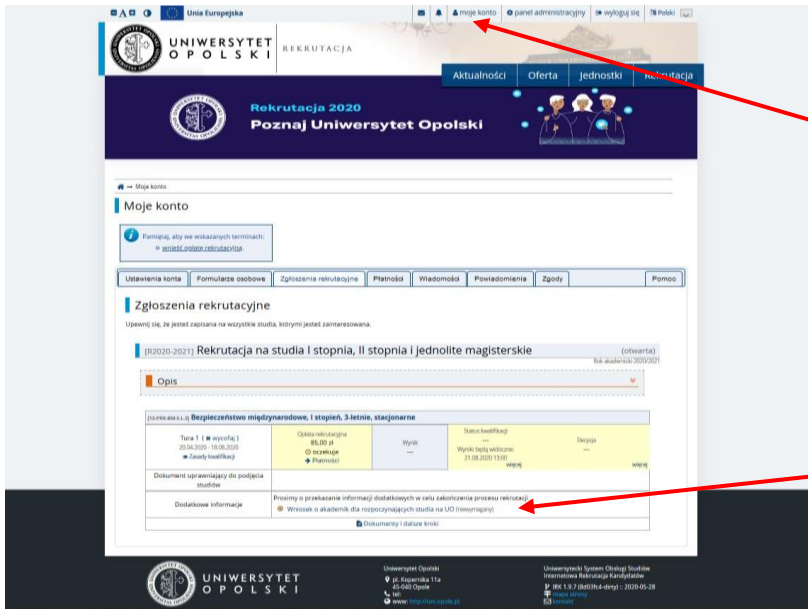 A Unia Europejska
moje konto panel administracyjny wyloguj się Polski
UNIWERSYTET
OPOLSKI
REKRUTACJA
Aktualności Oferta Jednostki Rekrutacja
Rekrutacja 2020
Poznaj Uniwersytet Opolski
→ Moje konto
Moje konto
Pamiętaj, aby we wskazanych terminach:
wnieść opłatę rekrutacyjną.
Ustawienia konta Formularze osobowe Zgłoszenia rekrutacyjne Płatności Wiadomości Powiadomienia Zgody Pomoc
Zgłoszenia rekrutacyjne
Upewnij się, że jesteś zapisana na wszystkie studia, którymi jesteś zainteresowana.
[R2020-2021] Rekrutacja na studia I stopnia, II stopnia i jednolite magisterskie (otwarta)
Rok akademicki 2020/2021
Opis
Bezpieczeństwo międzynarodowe, I stopień, 3-letnie, stacjonarne
Tura 1 ( wycofaj )
20.04.2020 - 18.08.2020
Zasady kwalifikacji
Opłata rekrutacyjna
85,00 zł
oczekuje
Płatności
Wynik
---
Status kwalifikacji
---
Wyniki będą widoczne:
21.08.2020 13:00
więcej
Decyzja
---
więcej
Dokument uprawniający do podjęcia
studiów
Dodatkowe informacje
Prosimy o przekazanie informacji dodatkowych w celu zakończenia procesu rekrutacji.
Wniosek o akademik dla rozpoczynających studia na UO (niewymagany)
Dokumenty i dalsze kroki
UNIWERSYTET
OPOLSKI
Uniwersytet Opolski
pl. Kopernika 11a
45-040 Opole
tel:
www: http://uni.opole.pl
Uniwersytecki System Obsługi Studiów
Internetowa Rekrutacja Kandydatów
mapa strony
kontakt